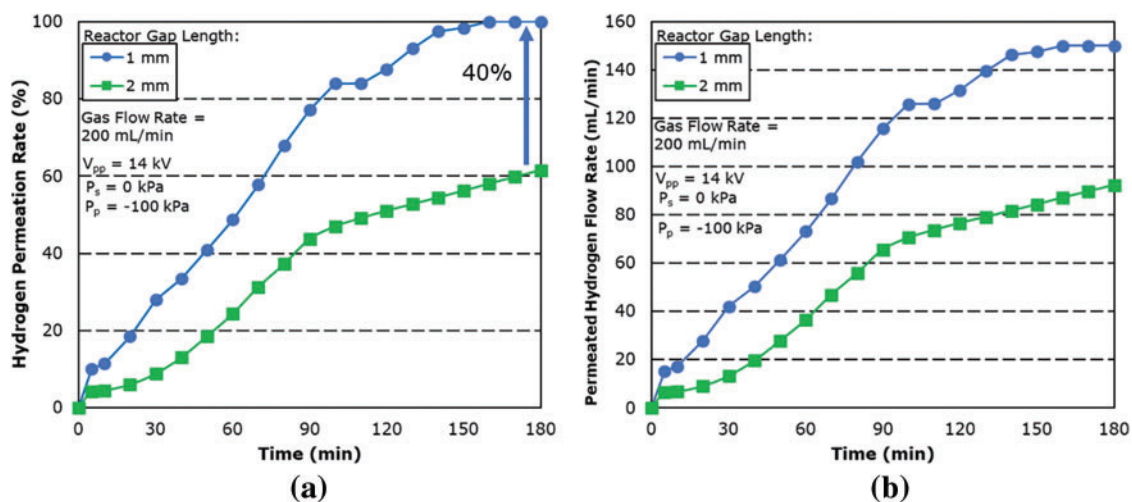 Reactor Gap Length:
1 mm
2 mm
Gas Flow Rate =
200 mL/min
Vpp = 14 kV
Ps = 0 kPa
Pp = -100 kPa
40%
Hydrogen Permeation Rate (%)
100
80
60
40
20
0
0 30 60 90 120 150 180
Time (min)
(a)
Reactor Gap Length:
1 mm
2 mm
Gas Flow Rate =
200 mL/min
Vpp = 14 kV
Ps = 0 kPa
Pp = -100 kPa
Permeated Hydrogen Flow Rate (mL/min)
160
140
120
100
80
60
40
20
0
0 30 60 90 120 150 180
Time (min)
(b)